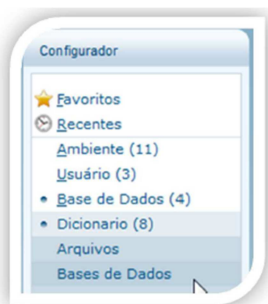 Configurador
Favoritos
Recentes
Ambiente (11)
Usuário (3)
• Base de Dados (4)
• Dicionario (8)
Arquivos
Bases de Dados